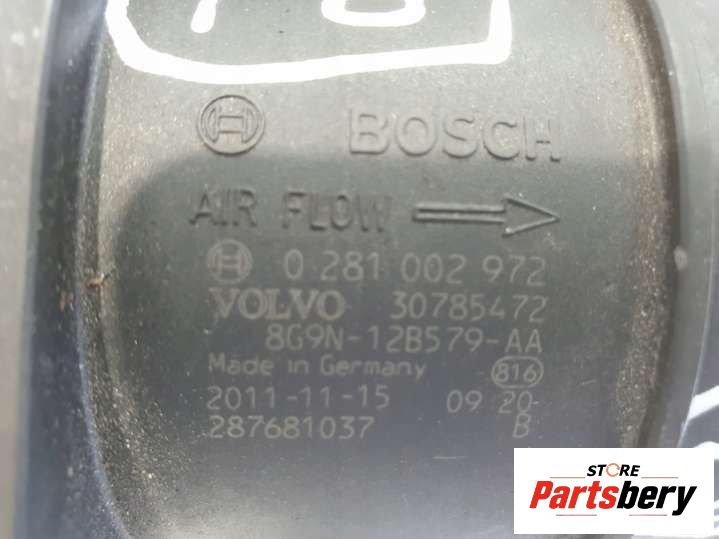 BOSCH
AIR FLOW
0 281 002 972
VOLVO 30785472
8G9N-12B579-AA
Made in Germany 816
2011-11-15 09 20
287681037 B
STORE
Partsbery